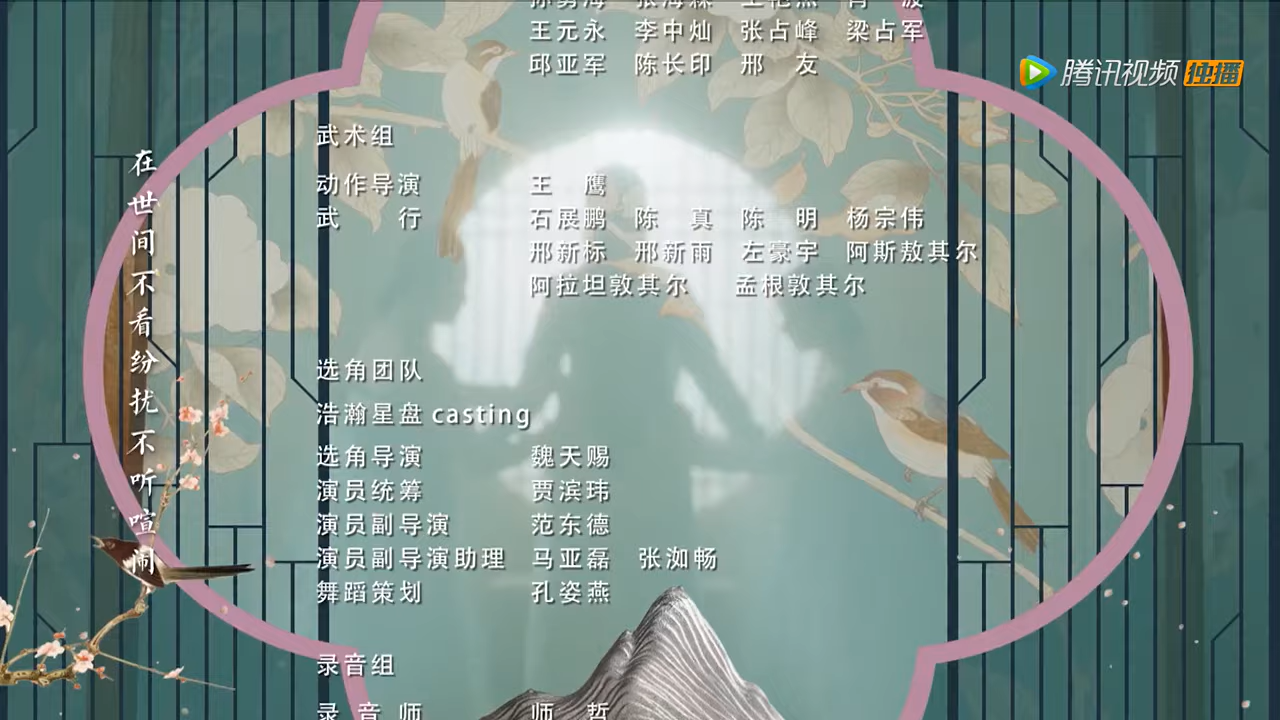 王元永 李中灿 张占峰 梁占军
邱亚军 陈长印 邢 友
腾讯视频 独播
武术组
动作导演 王 鹰
武 行 石展鹏 陈 真 陈 明 杨宗伟
邢新标 邢新雨 左豪宇 阿斯敖其尔
阿拉坦敦其尔 孟根敦其尔
选角团队
浩瀚星盘 casting
选角导演 魏天赐
演员统筹 贾滨玮
演员副导演 范东德
演员副导演助理 马亚磊 张洳畅
舞蹈策划 孔姿燕
录音组
录 音 师 师 哲
在世间不看纷扰不听喧闹